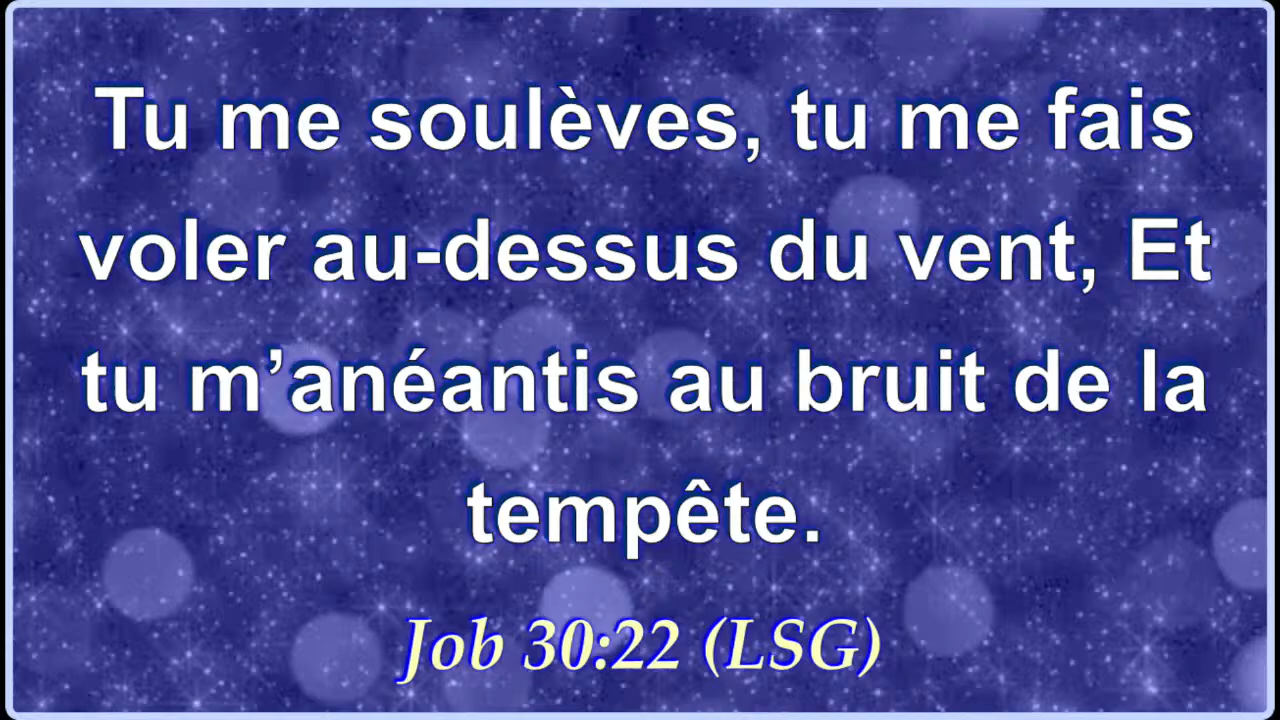 Tu me soulèves, tu me fais
voler au-dessus du vent, Et
tu m’anéantis au bruit de la
tempête.
Job 30:22 (LSG)